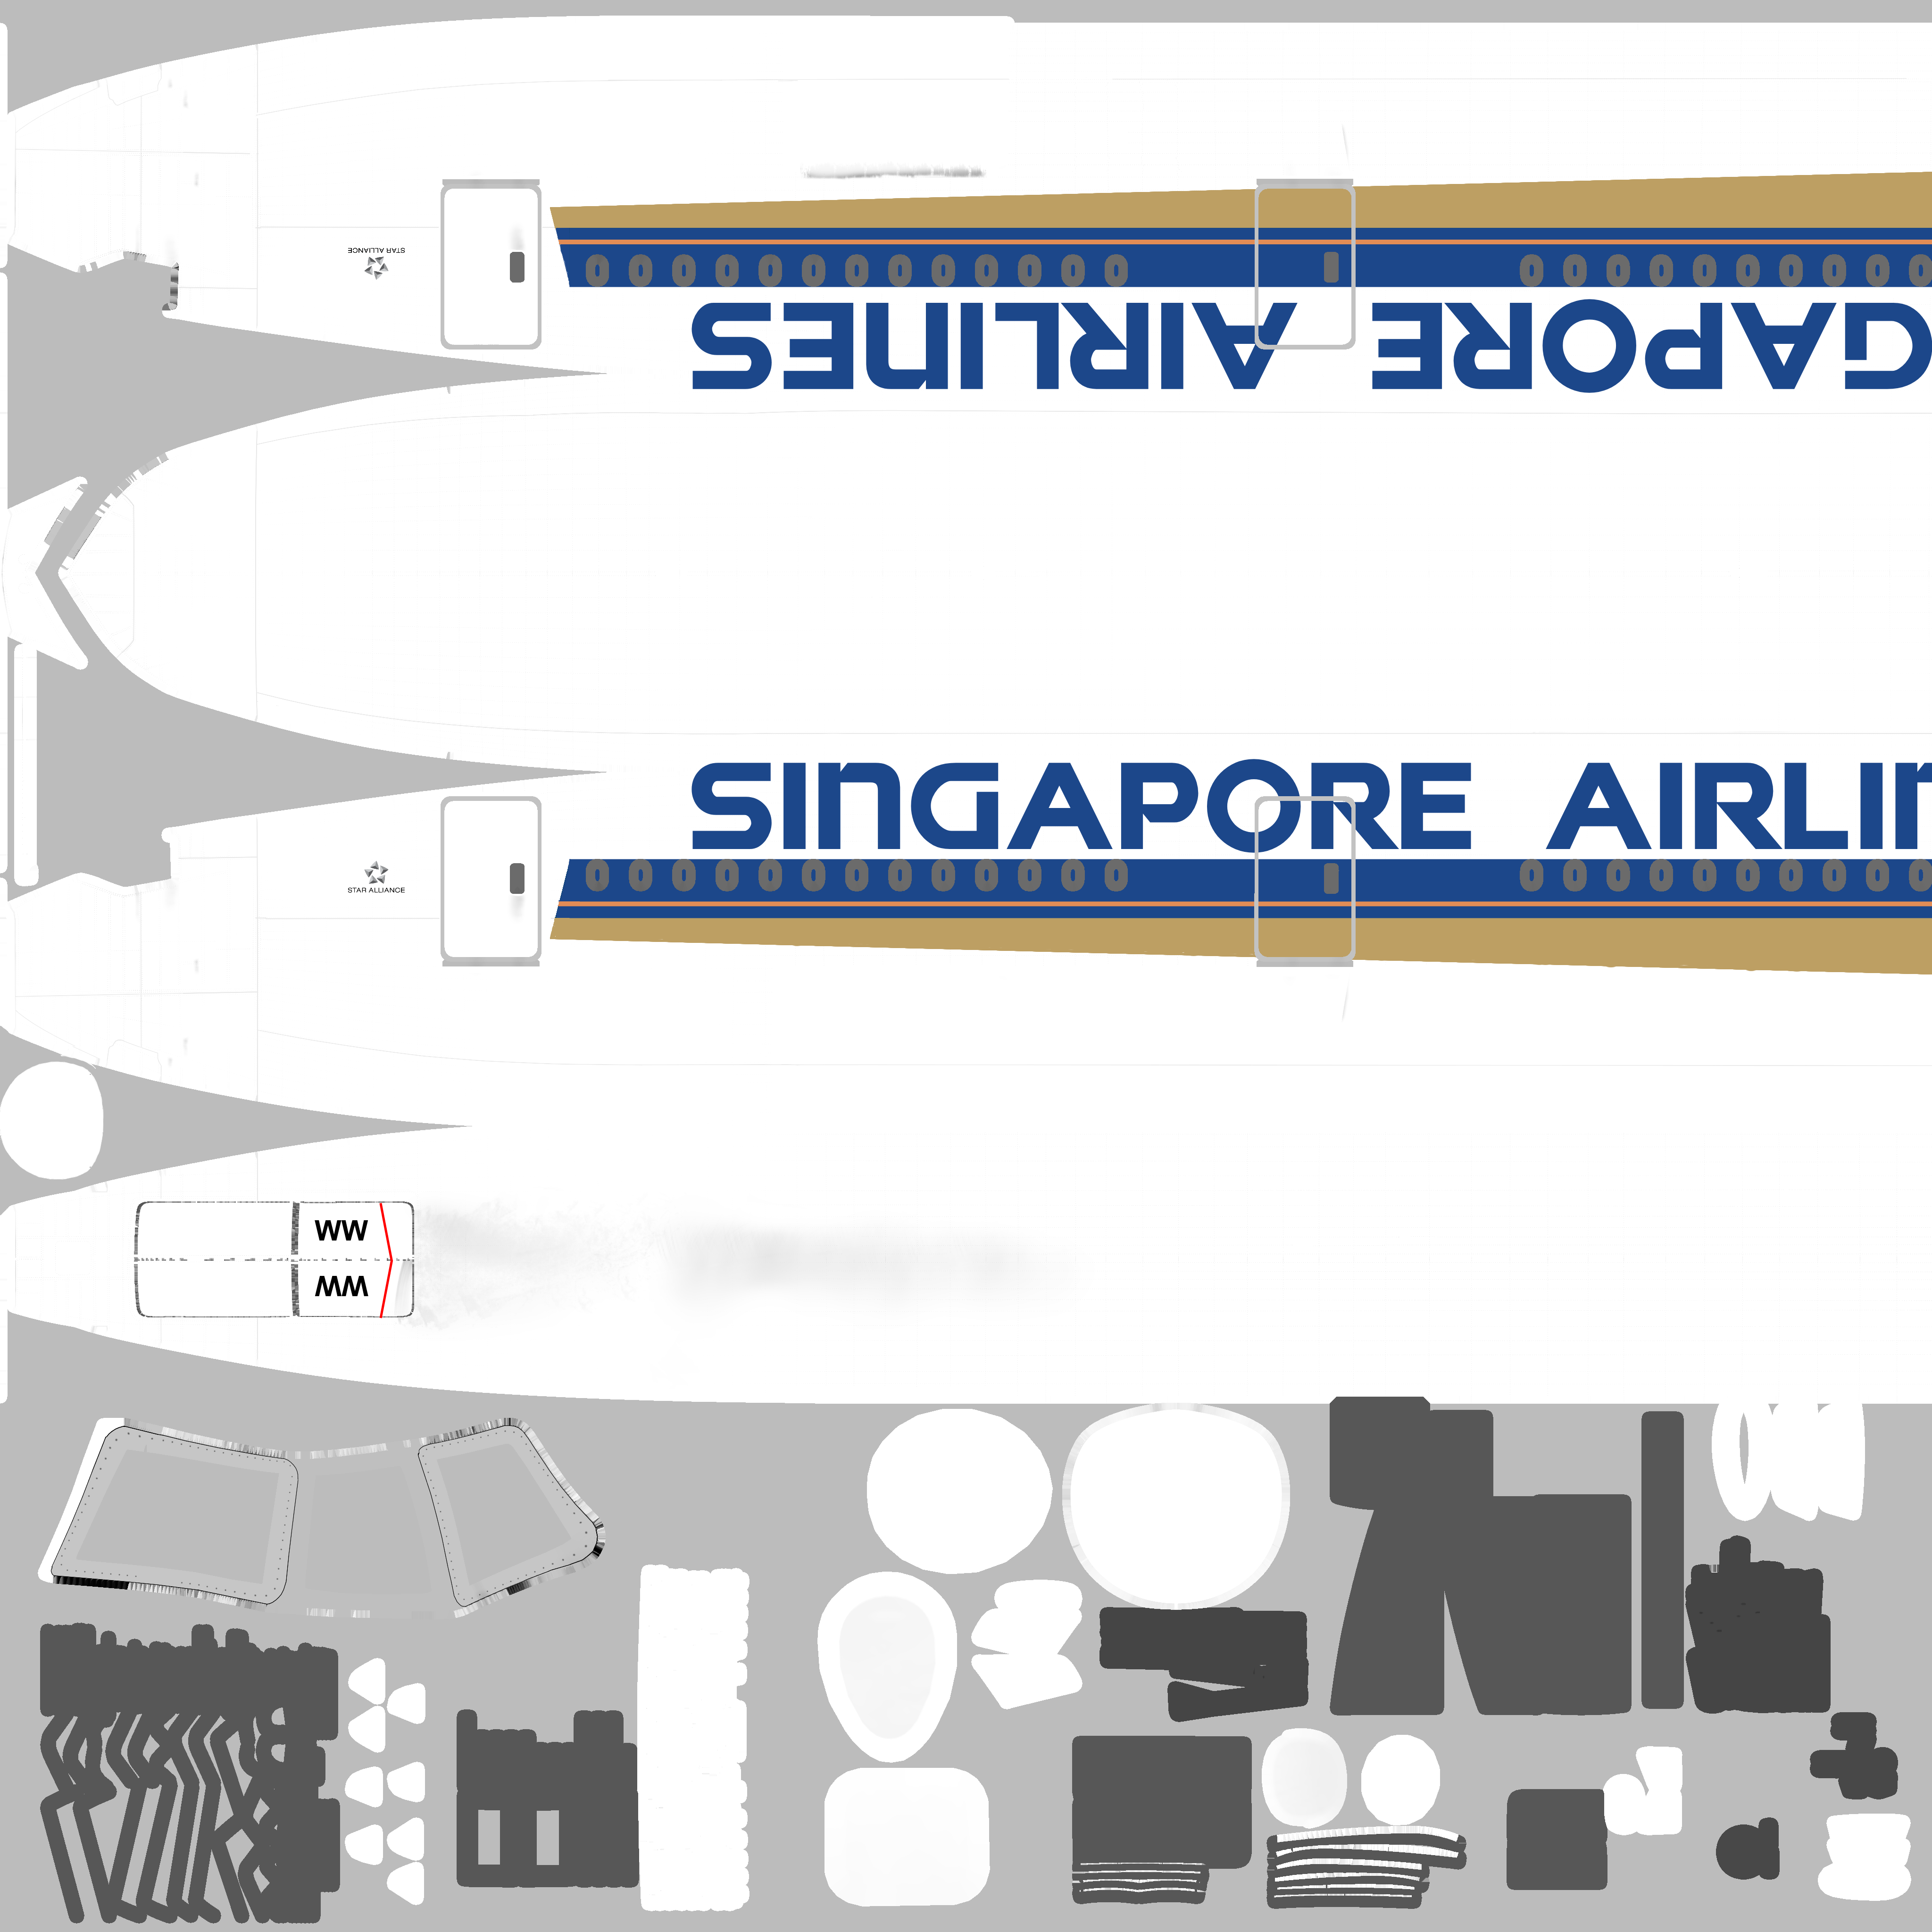 STAR ALLIANCE
GAPORE AIRLINES
SINGAPORE AIRLIN
STAR ALLIANCE
WW
WW